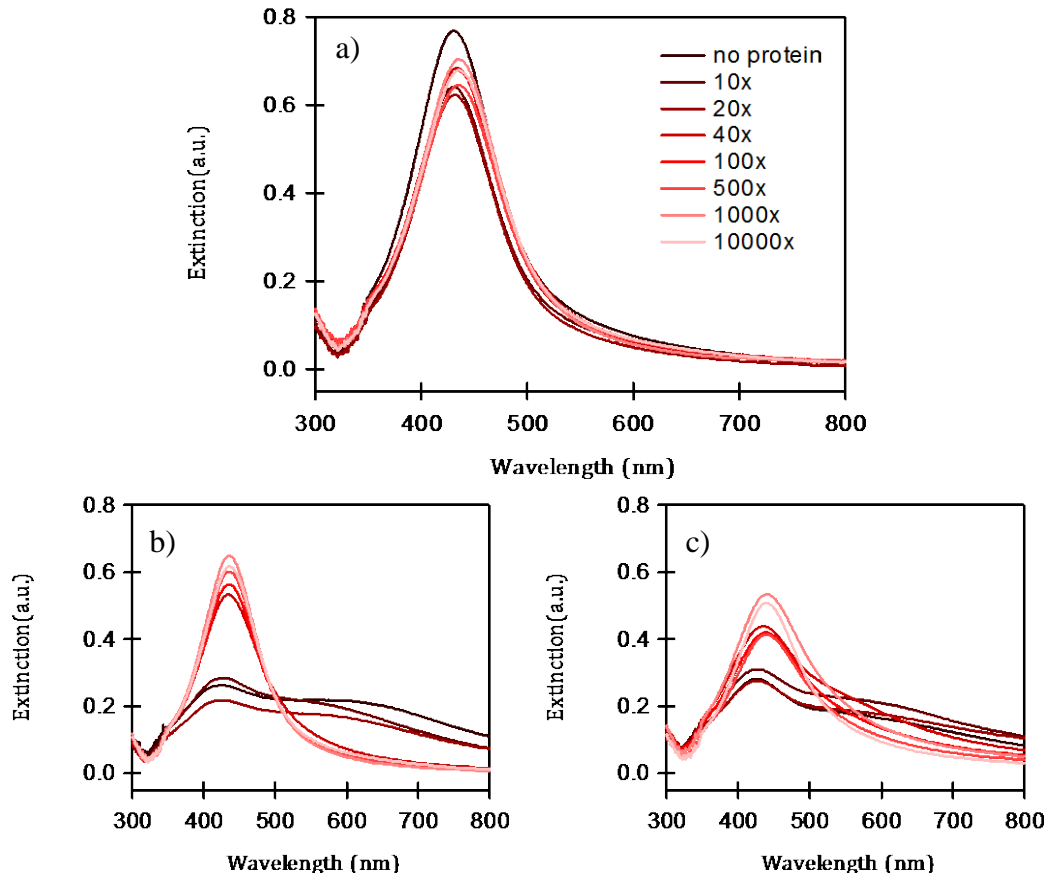 0.8
0.6
0.4
0.2
0.0
Extinction(a.u.)
a)
no protein
10x
20x
40x
100x
500x
1000x
10000x
300 400 500 600 700 800
Wavelength (nm)
0.8
0.6
0.4
0.2
0.0
Extinction(a.u.)
b)
300 400 500 600 700 800
Wavelength (nm)
0.8
0.6
0.4
0.2
0.0
Extinction(a.u.)
c)
300 400 500 600 700 800
Wavelength (nm)